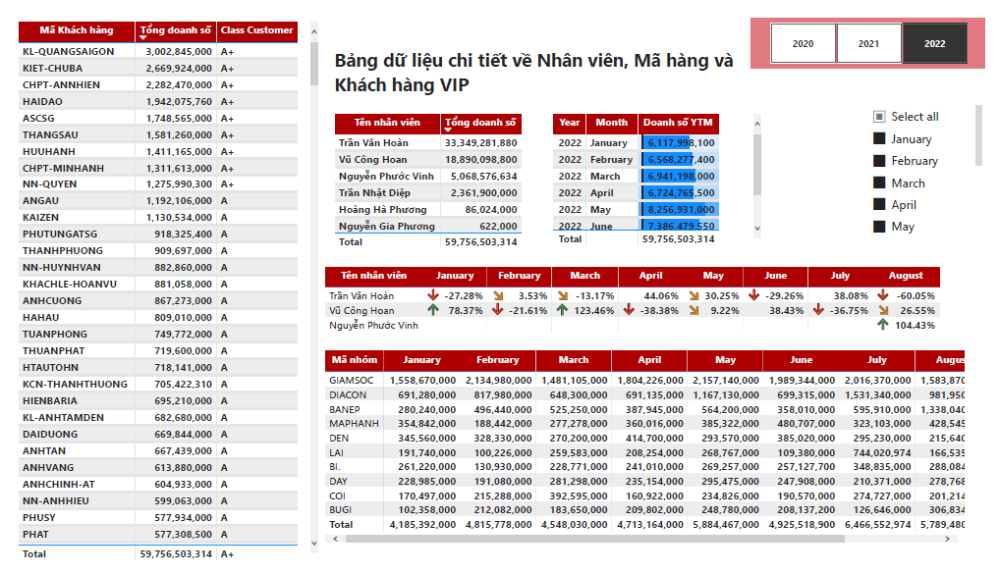 Mã Khách hàng Tổng doanh số Class Customer
KL-QUANGSAIGON 3,002,845,000 A+
KIET-CHUBA 2,669,924,000 A+
CHPT-ANNHIEN 2,282,470,000 A+
HAIDAO 1,942,075,760 A+
ASCSG 1,748,565,000 A+
THANGSAU 1,581,260,000 A+
HUUHANH 1,411,165,000 A+
CHPT-MINHANH 1,311,613,000 A+
NN-QUYEN 1,275,990,300 A+
ANGAU 1,192,106,000 A
KAIZEN 1,130,534,000 A
PHUTUNGATSG 918,325,400 A
THANHPHUONG 909,697,000 A
NN-HUYNHVAN 882,860,000 A
KHACHLE-HOANVU 881,058,000 A
ANHCUONG 867,273,000 A
HAHAU 809,010,000 A
TUANPHONG 749,772,000 A
THUANPHAT 719,600,000 A
HTAUTOHN 718,141,000 A
KCN-THANHTHUONG 705,422,310 A
HIENBARIA 695,210,000 A
KL-ANHTAMDEN 682,680,000 A
DAIDUONG 669,844,000 A
ANHTAN 667,439,000 A
ANHVANG 613,880,000 A
ANHCHINH-AT 604,933,000 A
NN-ANHHIEU 599,063,000 A
PHUSY 577,934,000 A
PHAT 577,308,500 A
Total 59,756,503,314 A+
Bảng dữ liệu chi tiết về Nhân viên, Mã hàng và
Khách hàng VIP
2020 2021 2022
Tên nhân viên Tổng doanh số
Trần Văn Hoàn 33,349,281,880
Vũ Công Hoan 18,890,098,800
Nguyễn Phước Vinh 5,068,576,634
Trần Nhật Diệp 2,361,900,000
Hoàng Hà Phương 86,024,000
Nguyễn Gia Phương 622,000
Total 59,756,503,314
Year Month Doanh số YTM
2022 January 6,117,998,100
2022 February 6,568,277,400
2022 March 6,941,198,000
2022 April 6,724,765,500
2022 May 8,256,931,000
2022 June 7,386,479,550
Total 59,756,503,314
Select all
January
February
March
April
May
Tên nhân viên January February March April May June July August
Trần Văn Hoàn -27.28% 3.53% -13.17% 44.06% 30.25% -29.26% 38.08% -60.05%
Vũ Công Hoan 78.37% -21.61% 123.46% -38.38% 9.22% 38.43% -36.75% 26.55%
Nguyễn Phước Vinh 104.43%
Mã nhóm January February March April May June July Augus
GIAMSOC 1,558,670,000 2,134,980,000 1,481,105,000 1,804,226,000 2,157,140,000 1,989,344,000 2,016,370,000 1,583,870
DIACON 691,280,000 817,980,000 648,300,000 691,135,000 1,167,130,000 699,315,000 1,531,340,000 981,950
BANEP 280,240,000 496,440,000 525,250,000 387,945,000 564,200,000 358,010,000 595,910,000 1,338,040
MAPHANH 354,842,000 188,442,000 277,278,000 360,016,000 385,322,000 480,707,000 323,103,000 428,545
DEN 345,560,000 328,330,000 270,200,000 414,700,000 293,570,000 385,020,000 295,230,000 215,640
LAI 191,740,000 100,226,000 259,583,000 208,254,000 268,767,000 109,380,000 744,020,974 166,535
BI. 261,220,000 130,930,000 228,771,000 241,010,000 269,257,000 257,127,700 348,835,000 288,084
DAY 228,985,000 191,080,000 281,298,000 235,154,000 295,475,000 247,908,000 210,371,000 278,768
COI 170,497,000 215,288,000 392,595,000 160,922,000 234,826,000 190,570,000 274,727,000 201,214
BUGI 102,358,000 212,082,000 183,650,000 209,802,000 248,780,000 208,137,200 126,646,000 306,834
Total 4,185,392,000 4,815,778,000 4,548,030,000 4,713,164,000 5,884,467,000 4,925,518,900 6,466,552,974 5,789,480